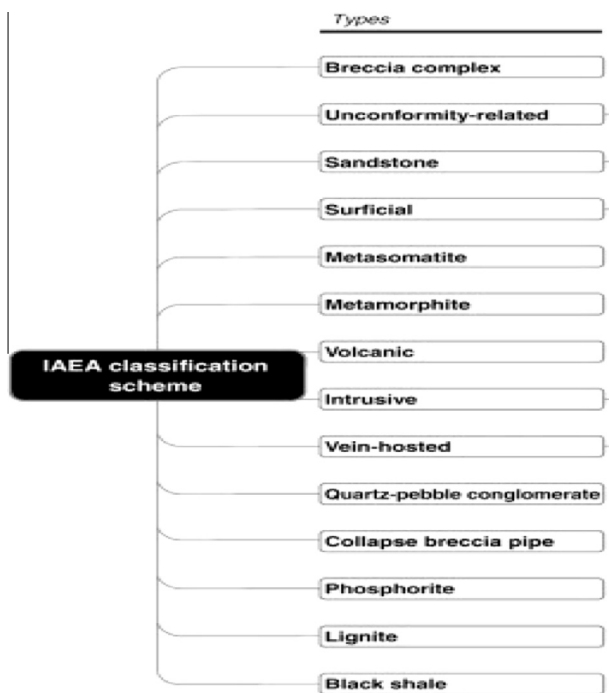 Types
Breccia complex
Unconformity-related
Sandstone
Surficial
Metasomatite
Metamorphite
IAEA classification
scheme
Volcanic
Intrusive
Vein-hosted
Quartz-pebble conglomerate
Collapse breccia pipe
Phosphorite
Lignite
Black shale